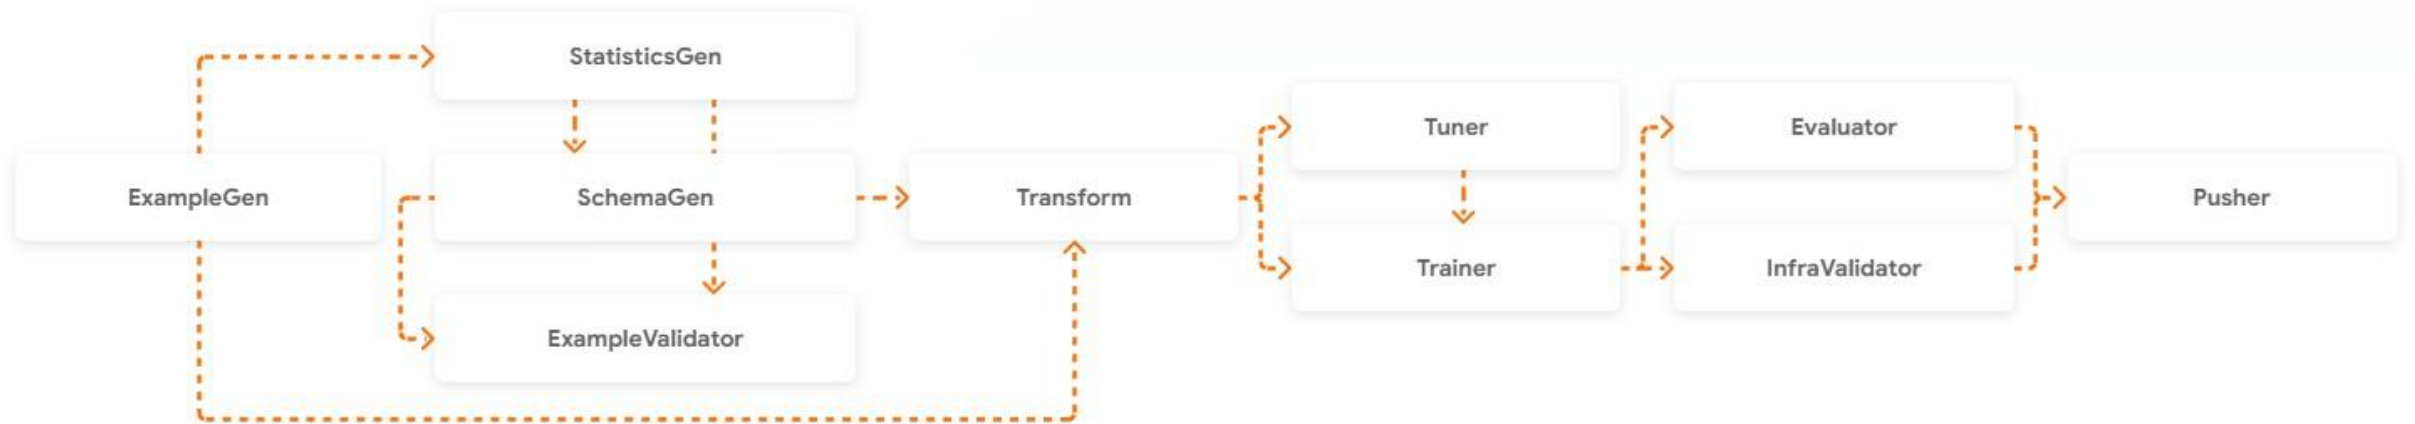 StatisticsGen
ExampleGen
SchemaGen
ExampleValidator
Transform
Tuner
Trainer
Evaluator
InfraValidator
Pusher